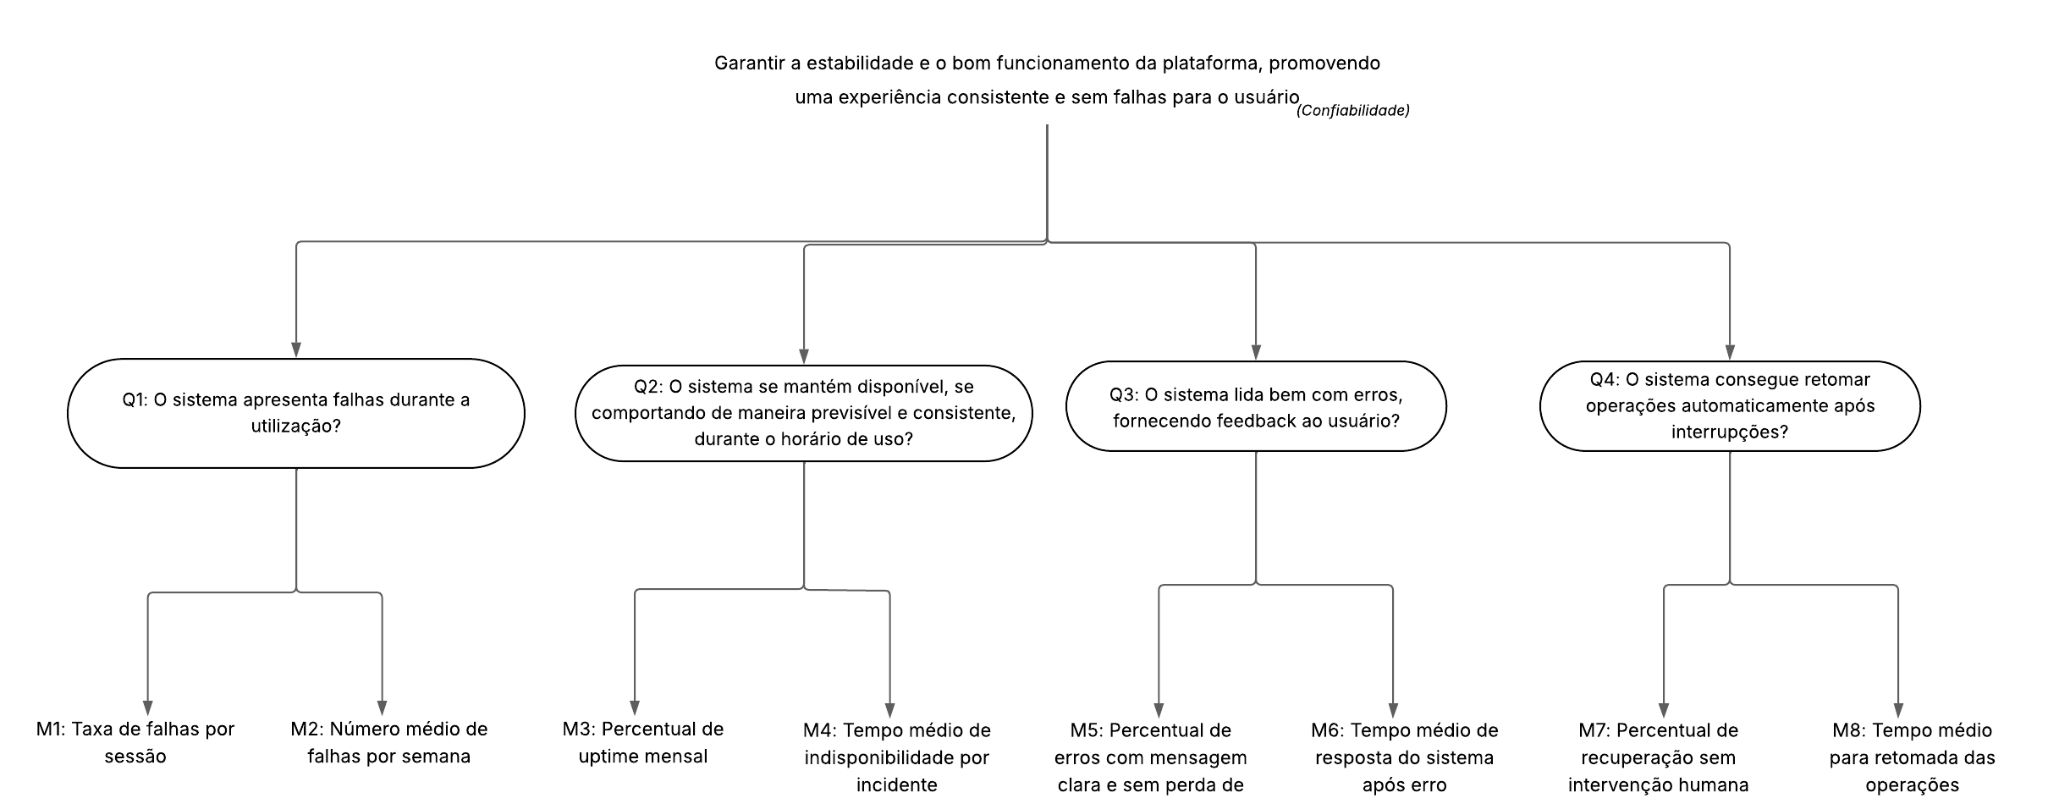 Garantir a estabilidade e o bom funcionamento da plataforma, promovendo
uma experiência consistente e sem falhas para o usuário
(Confiabilidade)
Q1: O sistema apresenta falhas durante a
utilização?
Q2: O sistema se mantém disponível, se
comportando de maneira previsível e consistente,
durante o horário de uso?
Q3: O sistema lida bem com erros,
fornecendo feedback ao usuário?
Q4: O sistema consegue retomar
operações automaticamente após
interrupções?
M1: Taxa de falhas por
sessão
M2: Número médio de
falhas por semana
M3: Percentual de
uptime mensal
M4: Tempo médio de
indisponibilidade por
incidente
M5: Percentual de
erros com mensagem
clara e sem perda de
M6: Tempo médio de
resposta do sistema
após erro
M7: Percentual de
recuperação sem
intervenção humana
M8: Tempo médio
para retomada das
operações